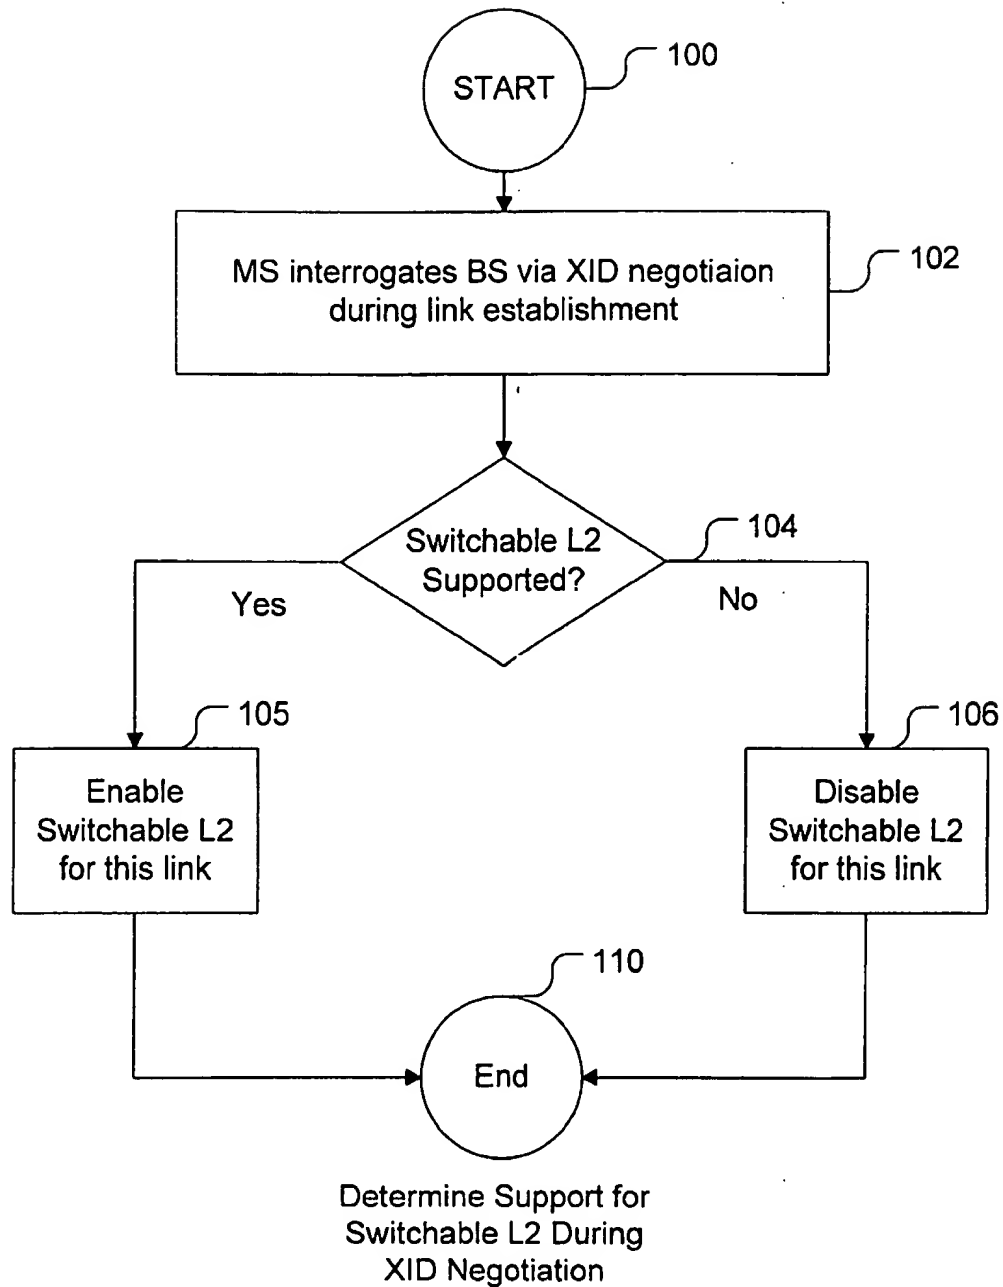 START
100
MS interrogates BS via XID negotiaion
during link establishment
102
Switchable L2
Supported?
104
Yes
No
105
Enable
Switchable L2
for this link
106
Disable
Switchable L2
for this link
110
End
Determine Support for
Switchable L2 During
XID Negotiation